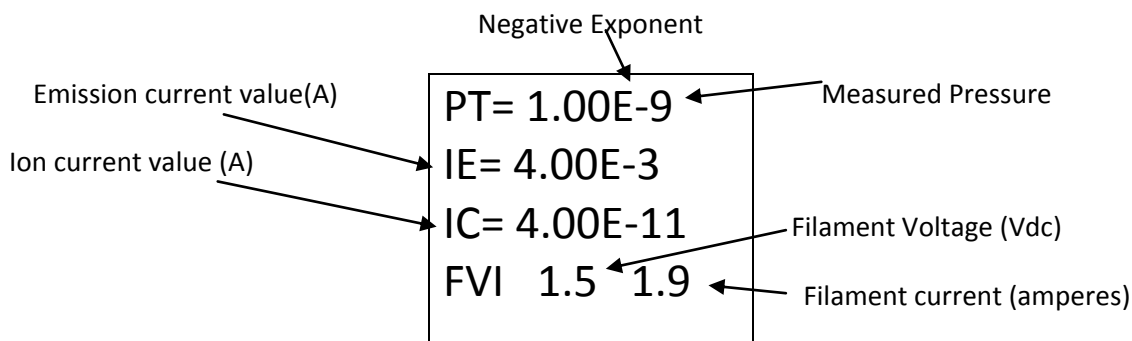 Negative Exponent
Emission current value(A)
Measured Pressure
Ion current value (A)
PT= 1.00E-9
IE= 4.00E-3
IC= 4.00E-11
FVI 1.5 1.9
Filament Voltage (Vdc)
Filament current (amperes)